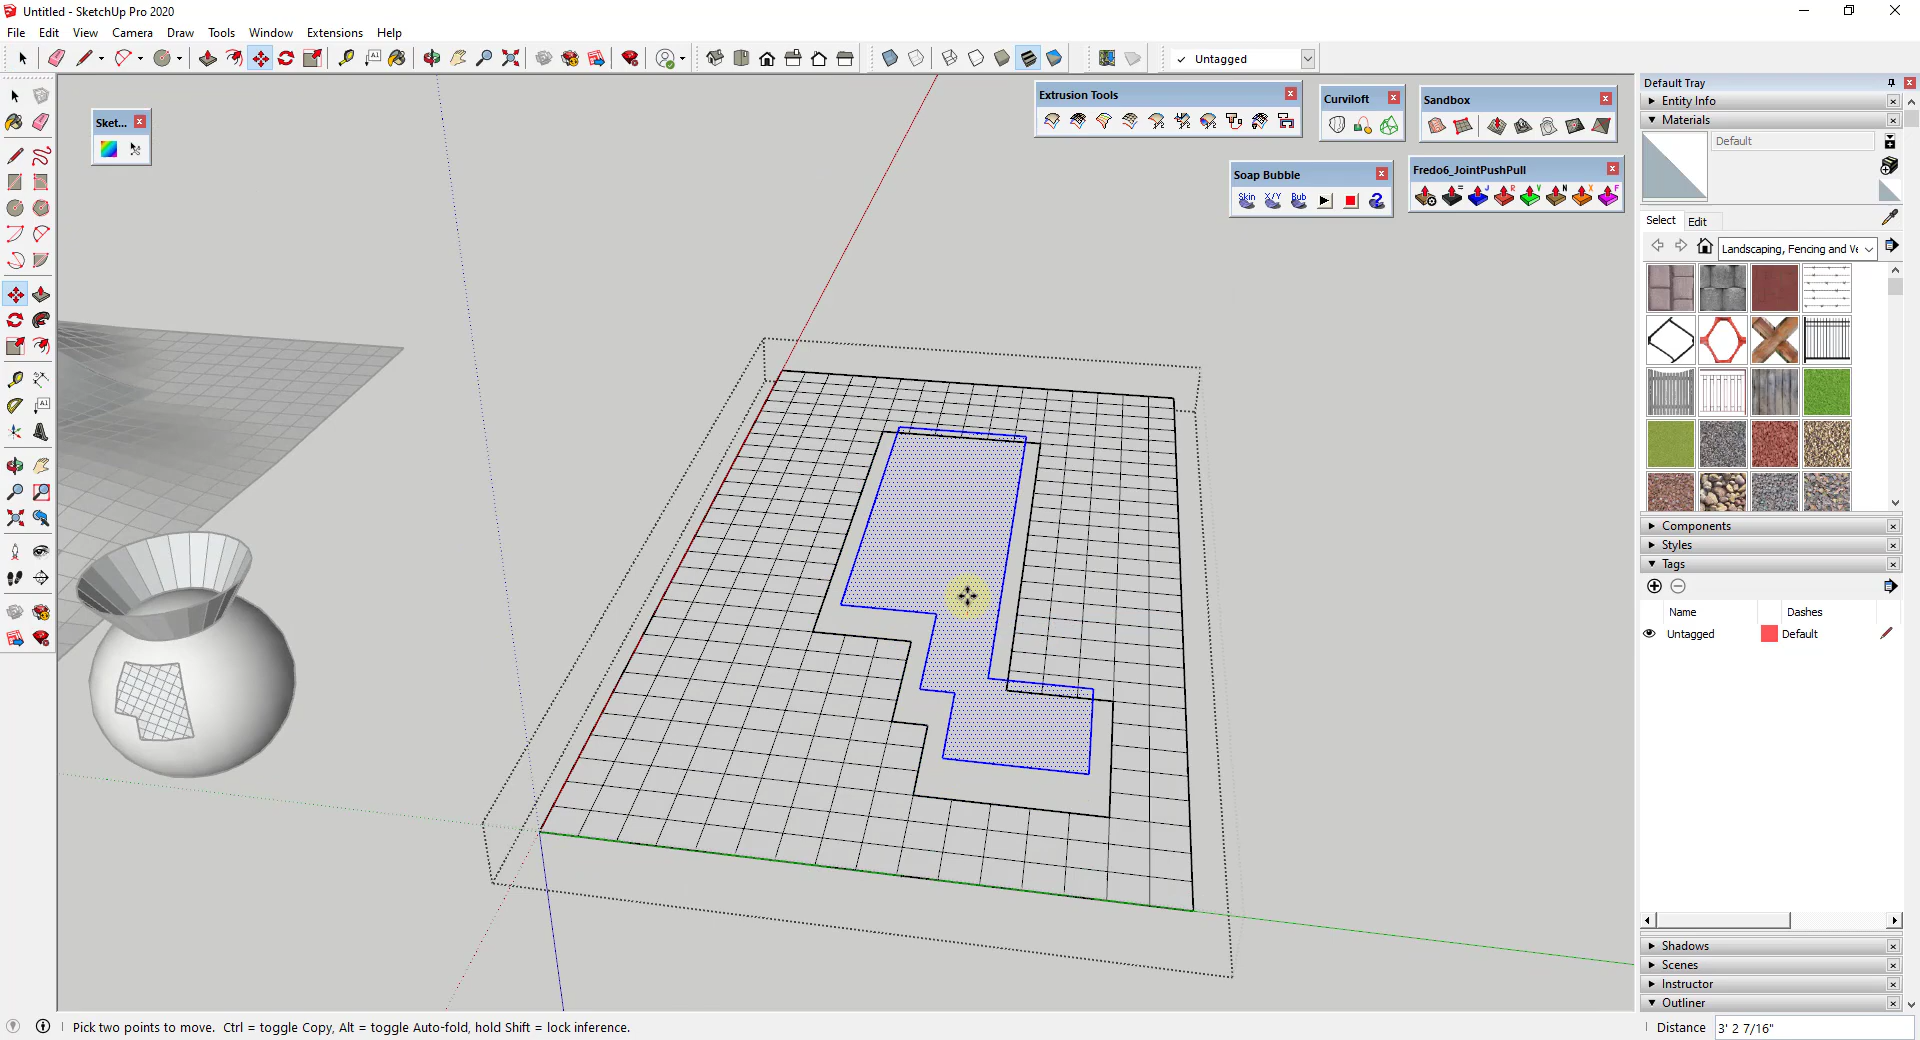 Untitled - SketchUp Pro 2020
File Edit View Camera Draw Tools Window Extensions Help
Untagged
Sket...
Extrusion Tools
Curviloft
Sandbox
Soap Bubble
Skin X/Y Bub
Fredo6_JointPushPull
Default Tray
Entity Info
Materials
Default
Select Edit
Landscaping, Fencing and Ve
Components
Styles
Tags
Name Dashes
Untagged Default
Shadows
Scenes
Instructor
Outliner
Pick two points to move. Ctrl = toggle Copy, Alt = toggle Auto-fold, hold Shift = lock inference.
Distance 3' 2 7/16"